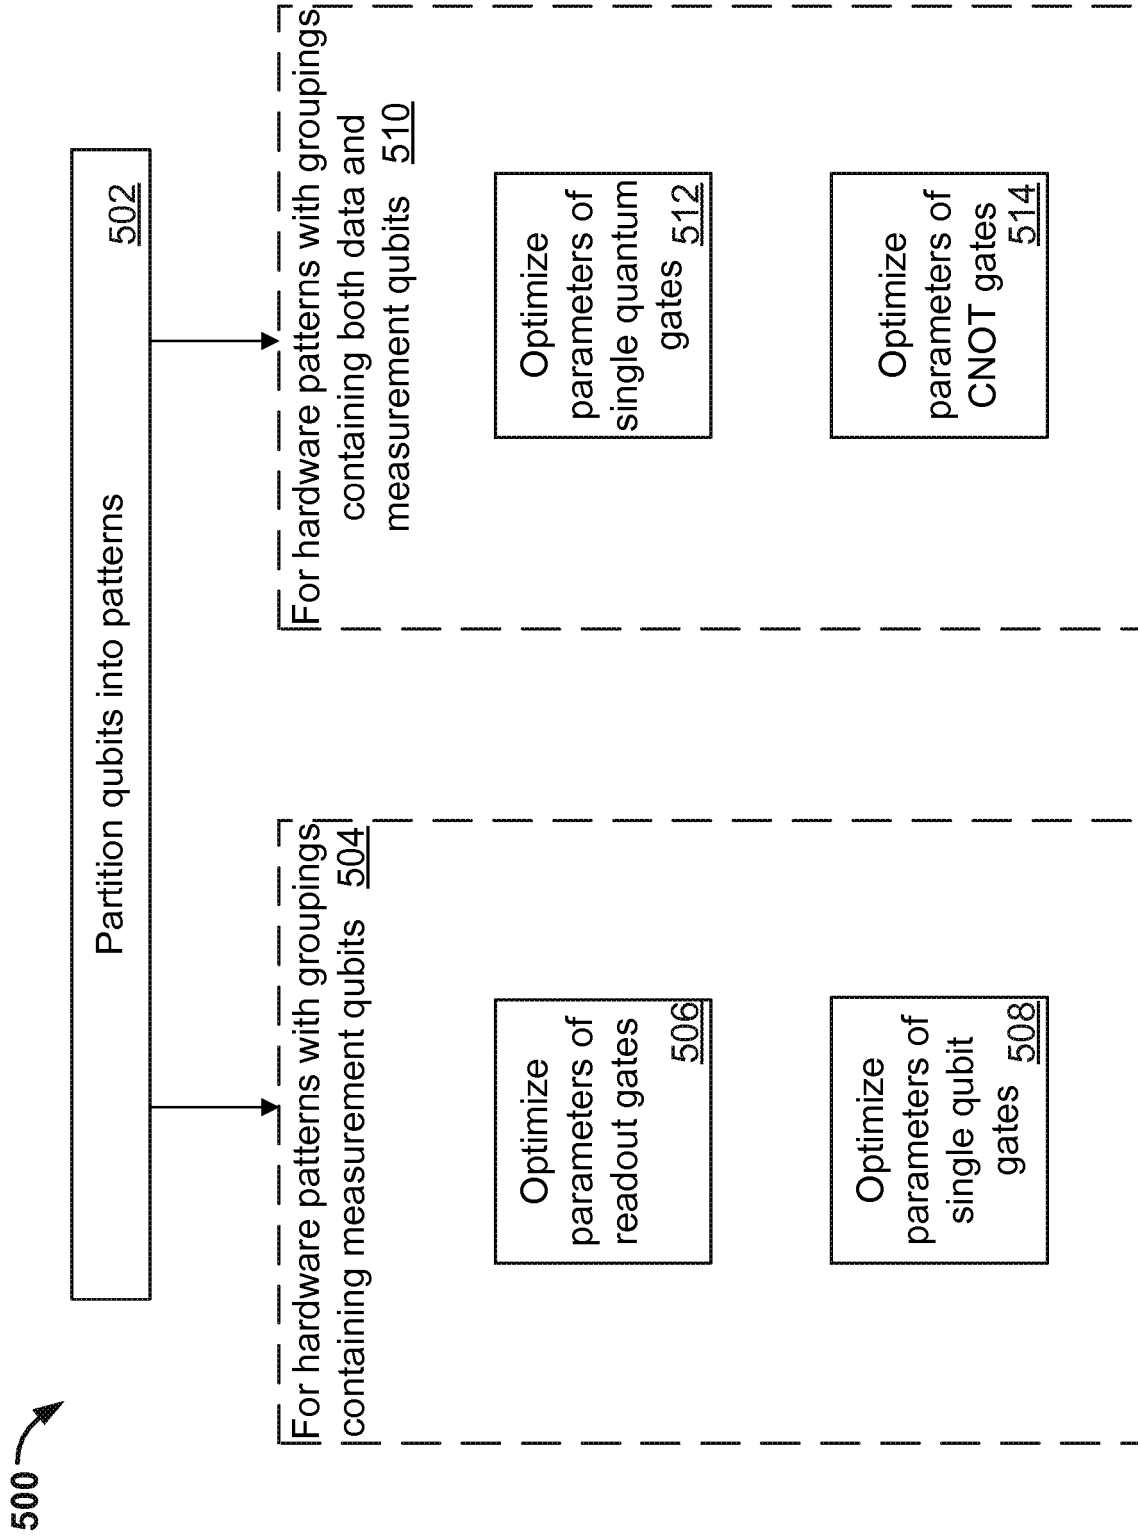 500
Partition qubits into patterns
502
For hardware patterns with groupings
containing measurement qubits 504
Optimize
parameters of
readout gates
506
Optimize
parameters of
single qubit
gates 508
For hardware patterns with groupings
containing both data and
measurement qubits 510
Optimize
parameters of
single quantum
gates 512
Optimize
parameters of
CNOT gates
514